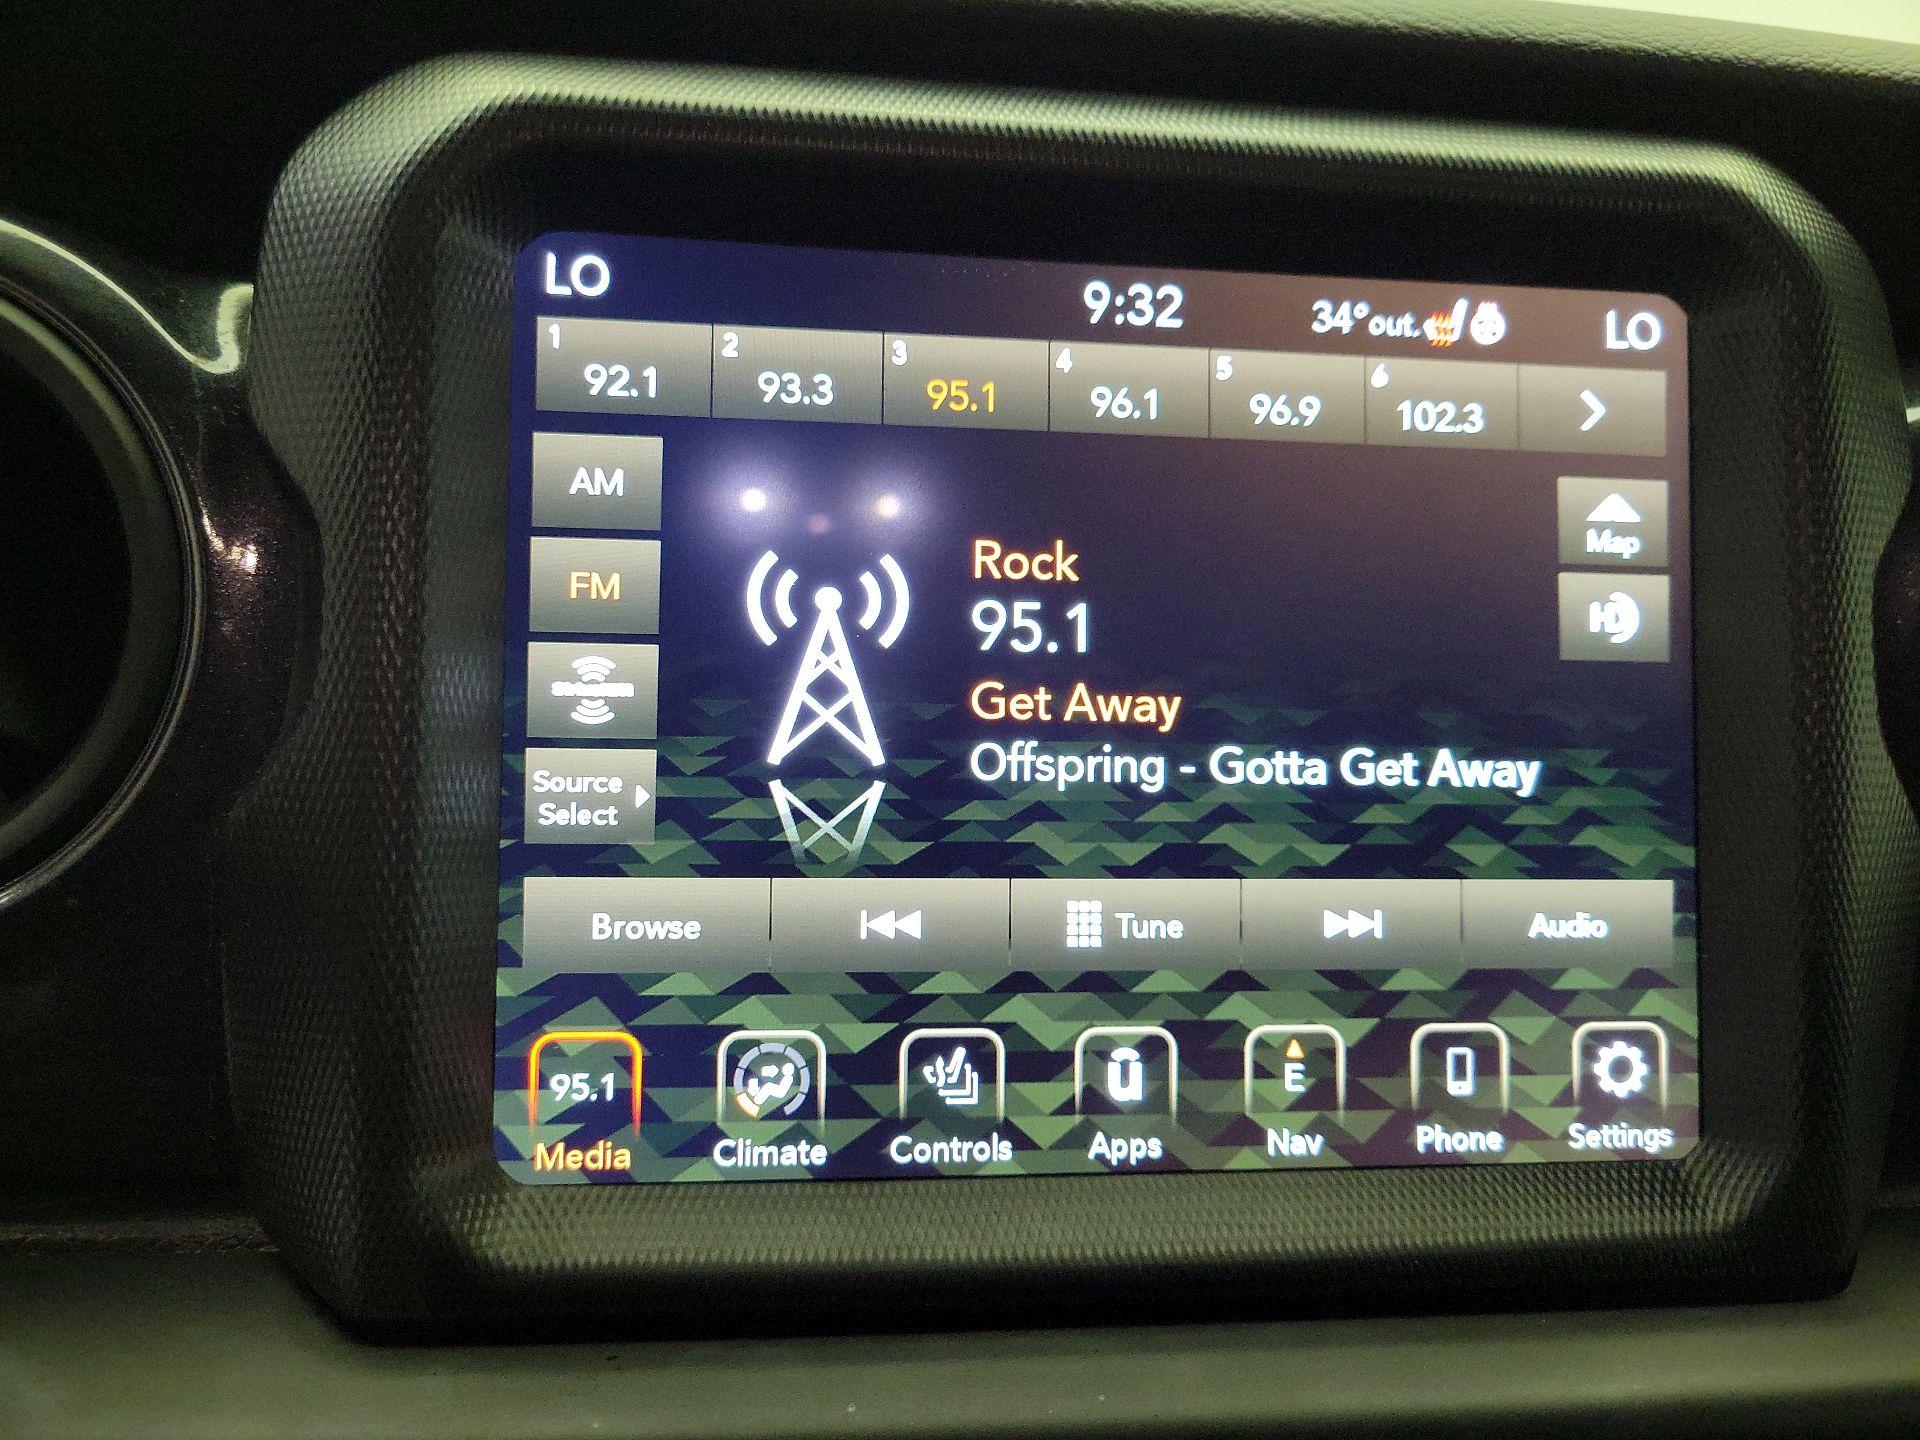 LO
9:32
34° out.
LO
1
92.1
2
93.3
3
95.1
4
96.1
5
96.9
6
102.3
AM
FM
Source
Select
Rock
95.1
Get Away
Offspring - Gotta Get Away
Map
HD
Browse
Tune
Audio
95.1
Media
Climate
Controls
u
Apps
E
Nav
Phone
Settings